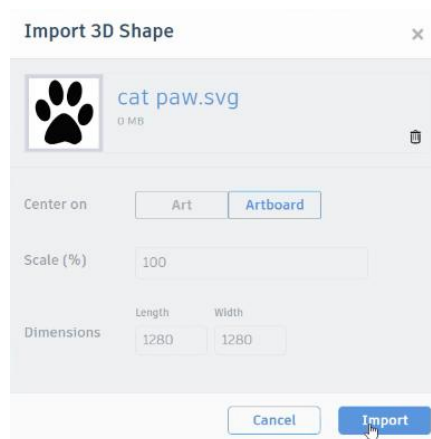 Import 3D Shape ×
cat paw.svg
0 MB
Center on Art Artboard
Scale (%) 100
Length Width
Dimensions 1280 1280
Cancel Import